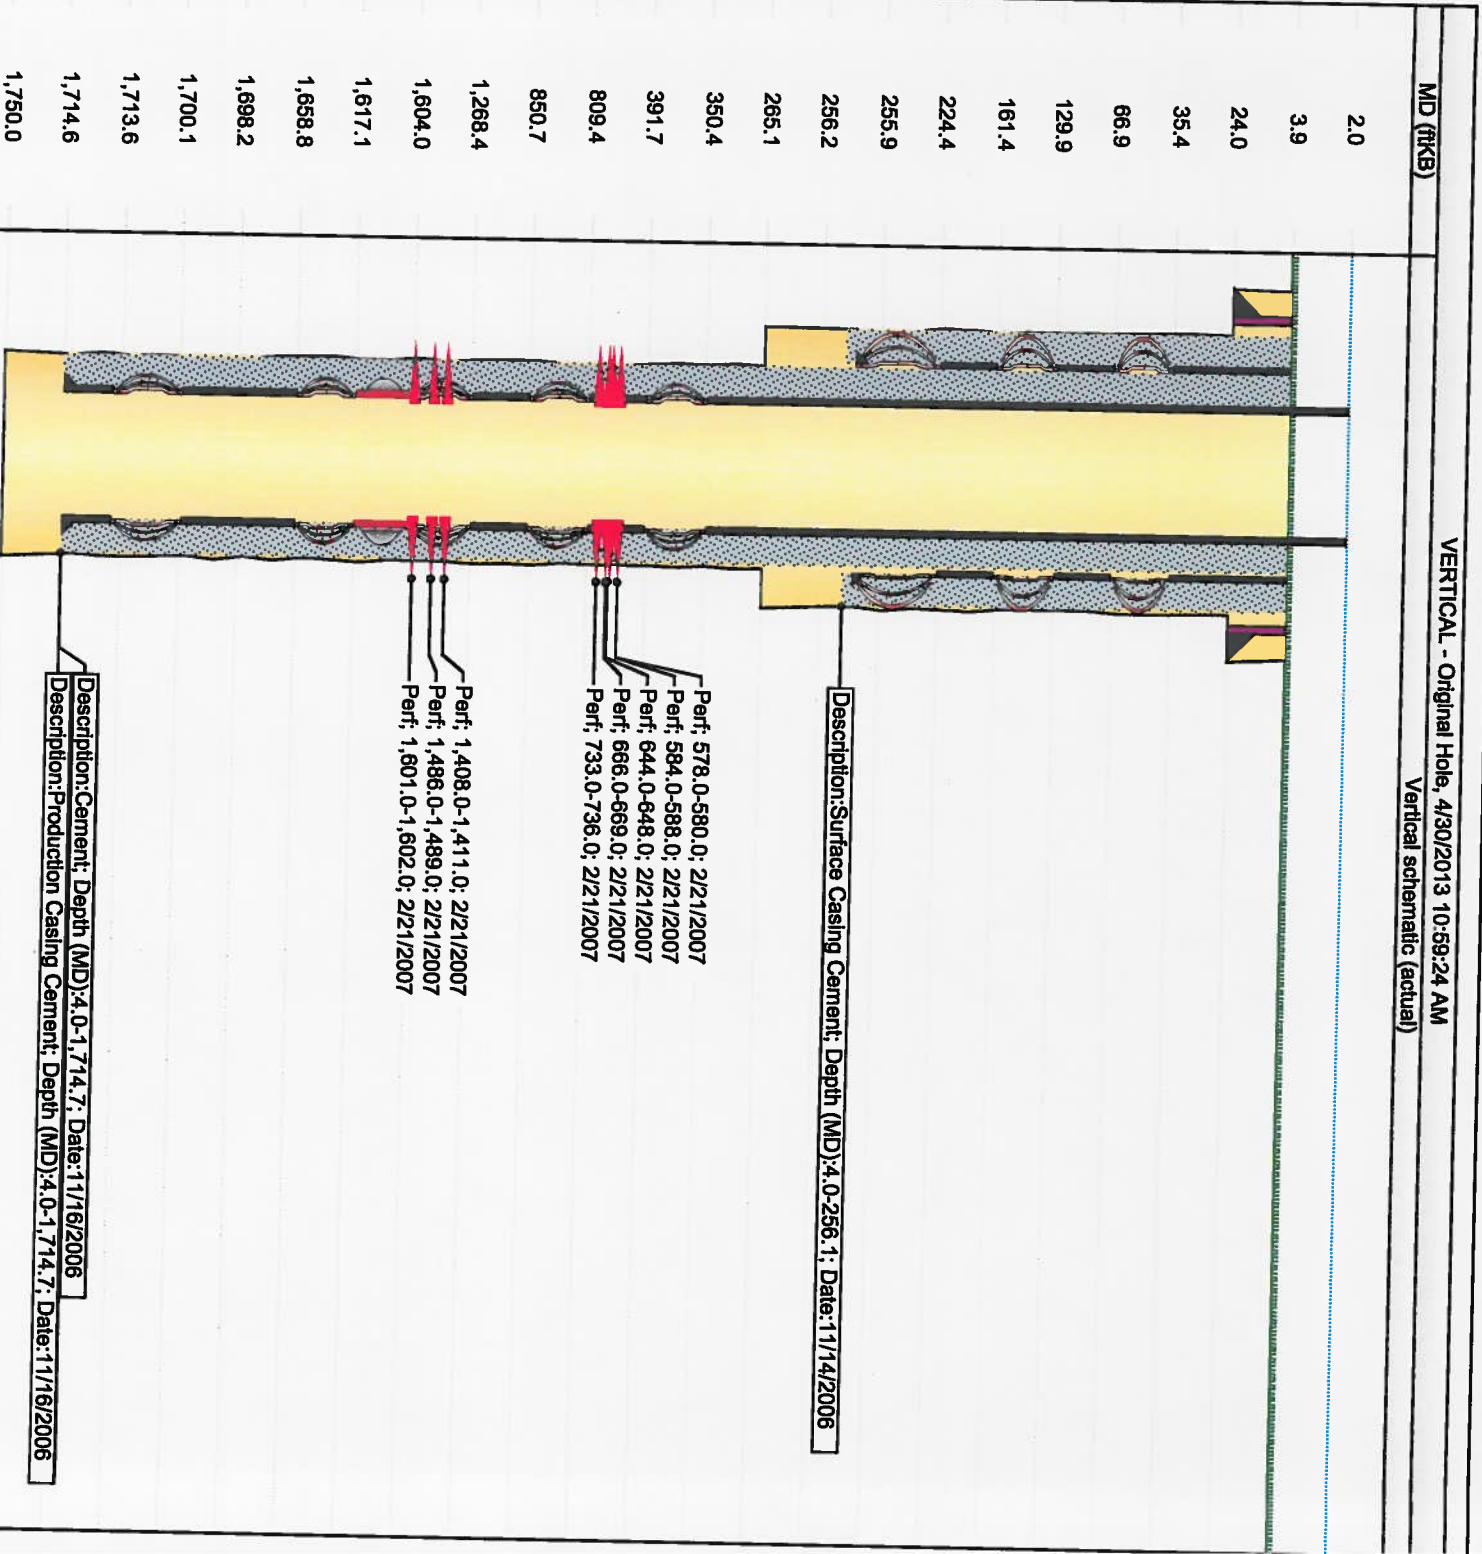 VERTICAL - Original Hole, 4/30/2013 10:59:24 AM
Vertical schematic (actual)
MD (ftKB)
2.0
3.9
24.0
35.4
66.9
129.9
161.4
224.4
255.9
256.2
265.1
350.4
391.7
809.4
850.7
1,268.4
1,604.0
1,617.1
1,658.8
1,698.2
1,700.1
1,713.6
1,714.6
1,750.0
Description:Surface Casing Cement; Depth (MD):4.0-256.1; Date:11/14/2006
Perf; 578.0-580.0; 2/21/2007
Perf; 584.0-588.0; 2/21/2007
Perf; 644.0-648.0; 2/21/2007
Perf; 666.0-669.0; 2/21/2007
Perf; 733.0-736.0; 2/21/2007
Perf; 1,408.0-1,411.0; 2/21/2007
Perf; 1,486.0-1,489.0; 2/21/2007
Perf; 1,601.0-1,602.0; 2/21/2007
Description:Cement; Depth (MD):4.0-1,714.7; Date:11/16/2006
Description:Production Casing Cement; Depth (MD):4.0-1,714.7; Date:11/16/2006